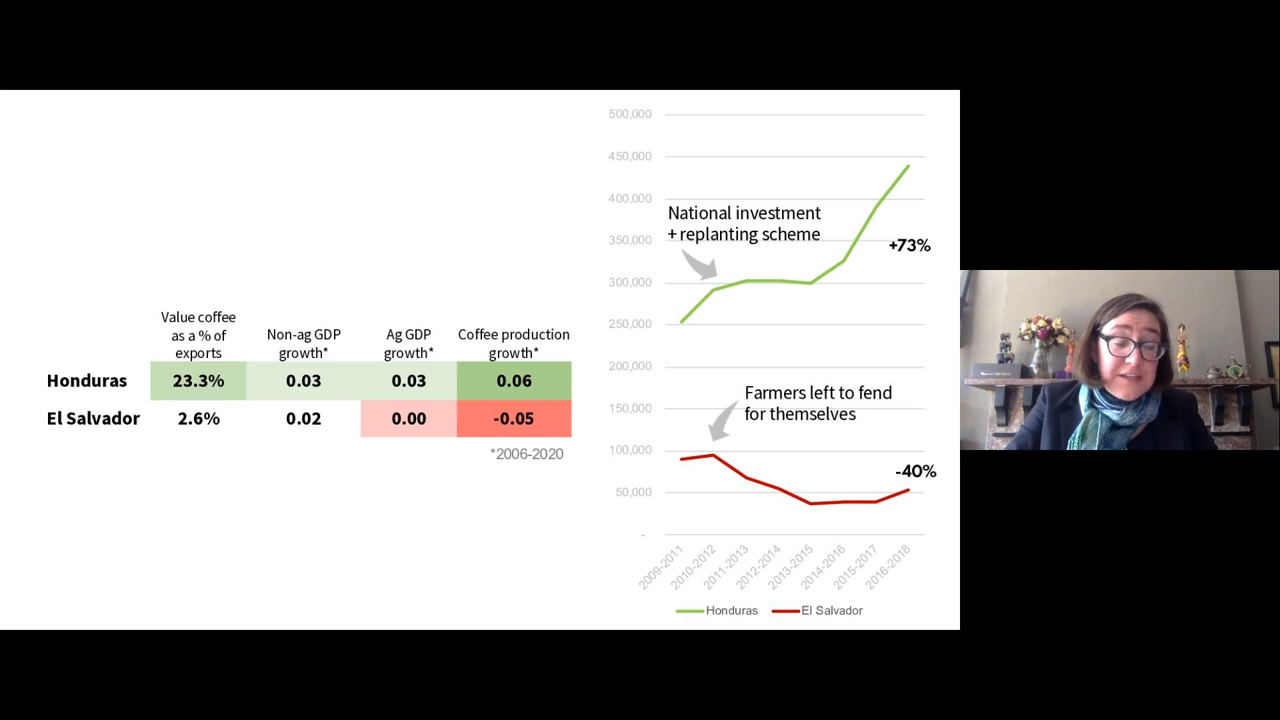 Value coffee
as a % of
exports
Non-ag GDP
growth*
Ag GDP
growth*
Coffee production
growth*
Honduras 23.3% 0.03 0.03 0.06
El Salvador 2.6% 0.02 0.00 -0.05
*2006-2020
500,000
450,000
400,000
350,000
300,000
250,000
200,000
150,000
100,000
50,000
-
National investment
+ replanting scheme
+73%
Farmers left to fend
for themselves
-40%
2009-2011
2010-2012
2011-2013
2012-2014
2013-2015
2014-2016
2015-2017
2016-2018
Honduras
El Salvador